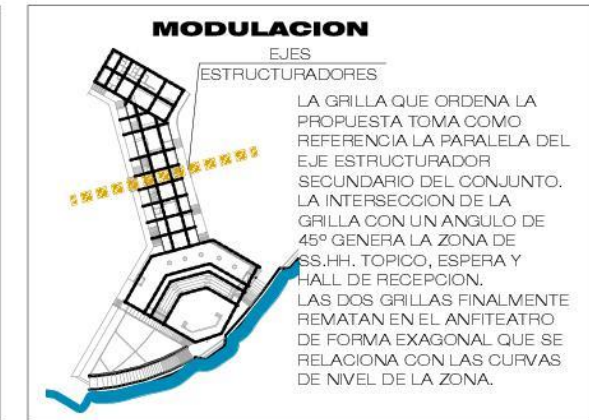 MODULACION
EJES
ESTRUCTURADORES
LA GRILLA QUE ORDENA LA
PROPUESTA TOMA COMO
REFERENCIA LA PARALELA DEL
EJE ESTRUCTURADOR
SECUNDARIO DEL CONJUNTO.
LA INTERSECCION DE LA
GRILLA CON UN ANGULO DE
45º GENERA LA ZONA DE
SS.HH. TOPICO, ESPERA Y
HALL DE RECEPCION.
LAS DOS GRILLAS FINALMENTE
REMATAN EN EL ANFITEATRO
DE FORMA EXAGONAL QUE SE
RELACIONA CON LAS CURVAS
DE NIVEL DE LA ZONA.